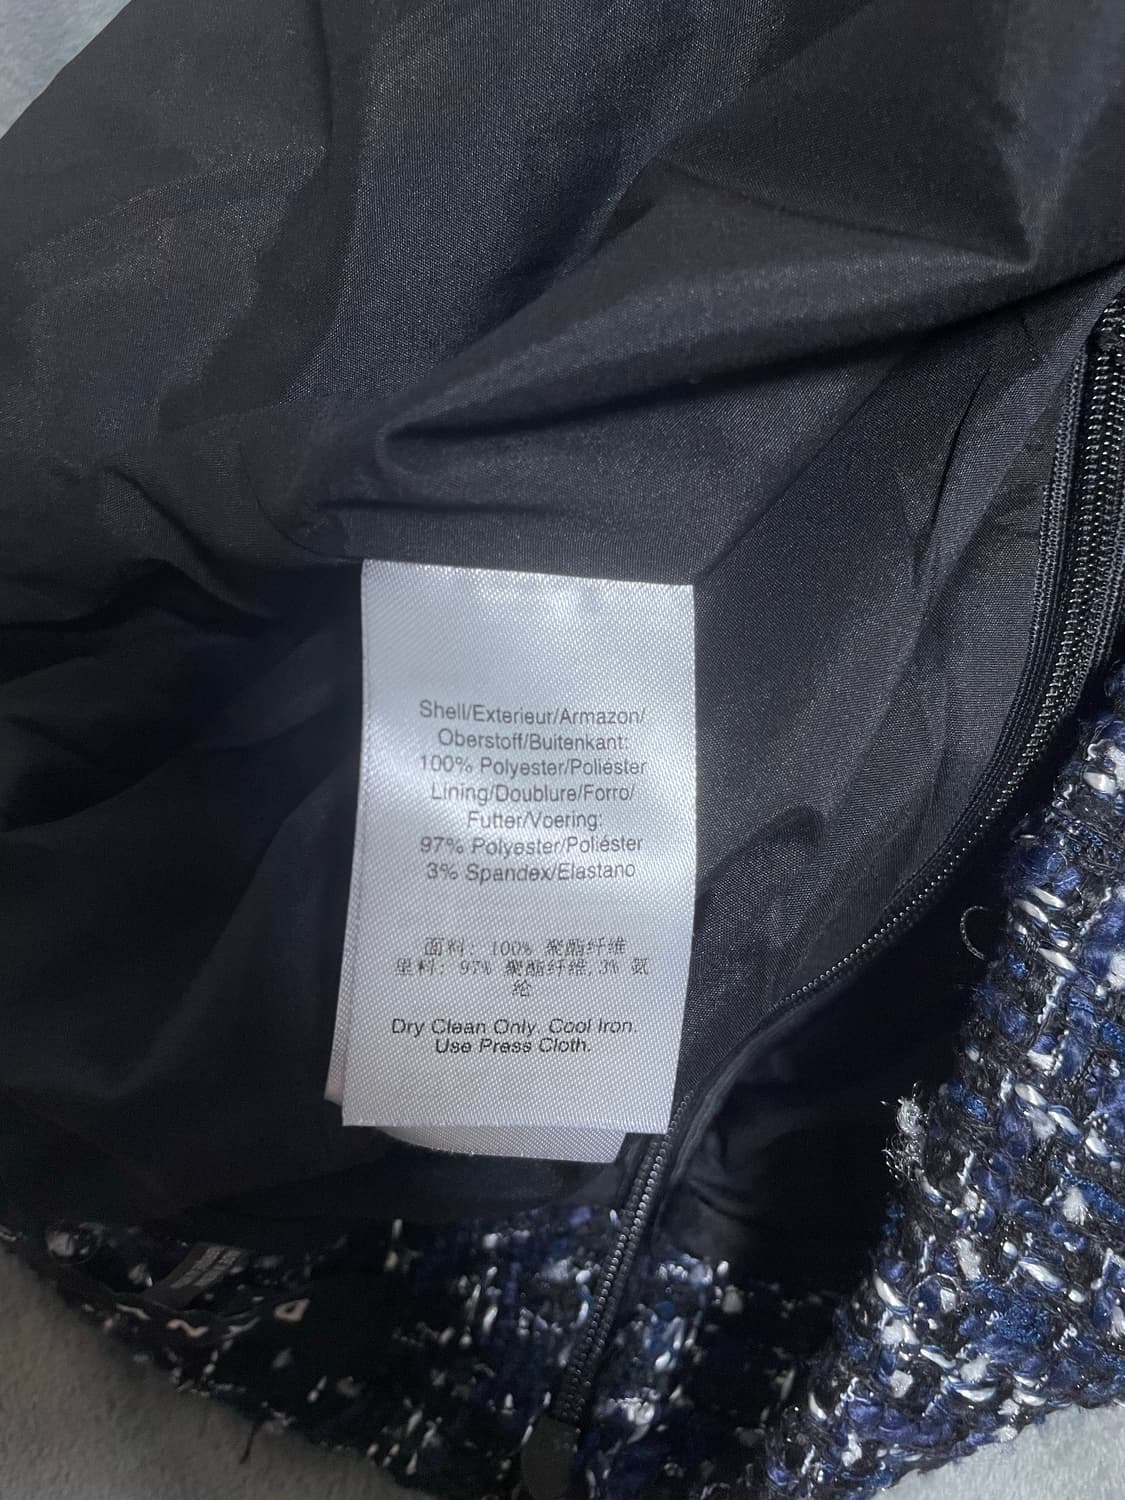 Shell/Exterieur/Armazon/
Oberstoff/Buitenkant:
100% Polyester/Poliéster
Lining/Doublure/Forro/
Futter/Voering:
97% Polyester/Poliéster
3% Spandex/Elastano
面料: 100% 聚酯纤维
里料: 97% 聚酯纤维,3% 氨
纶
Dry Clean Only. Cool Iron.
Use Press Cloth.